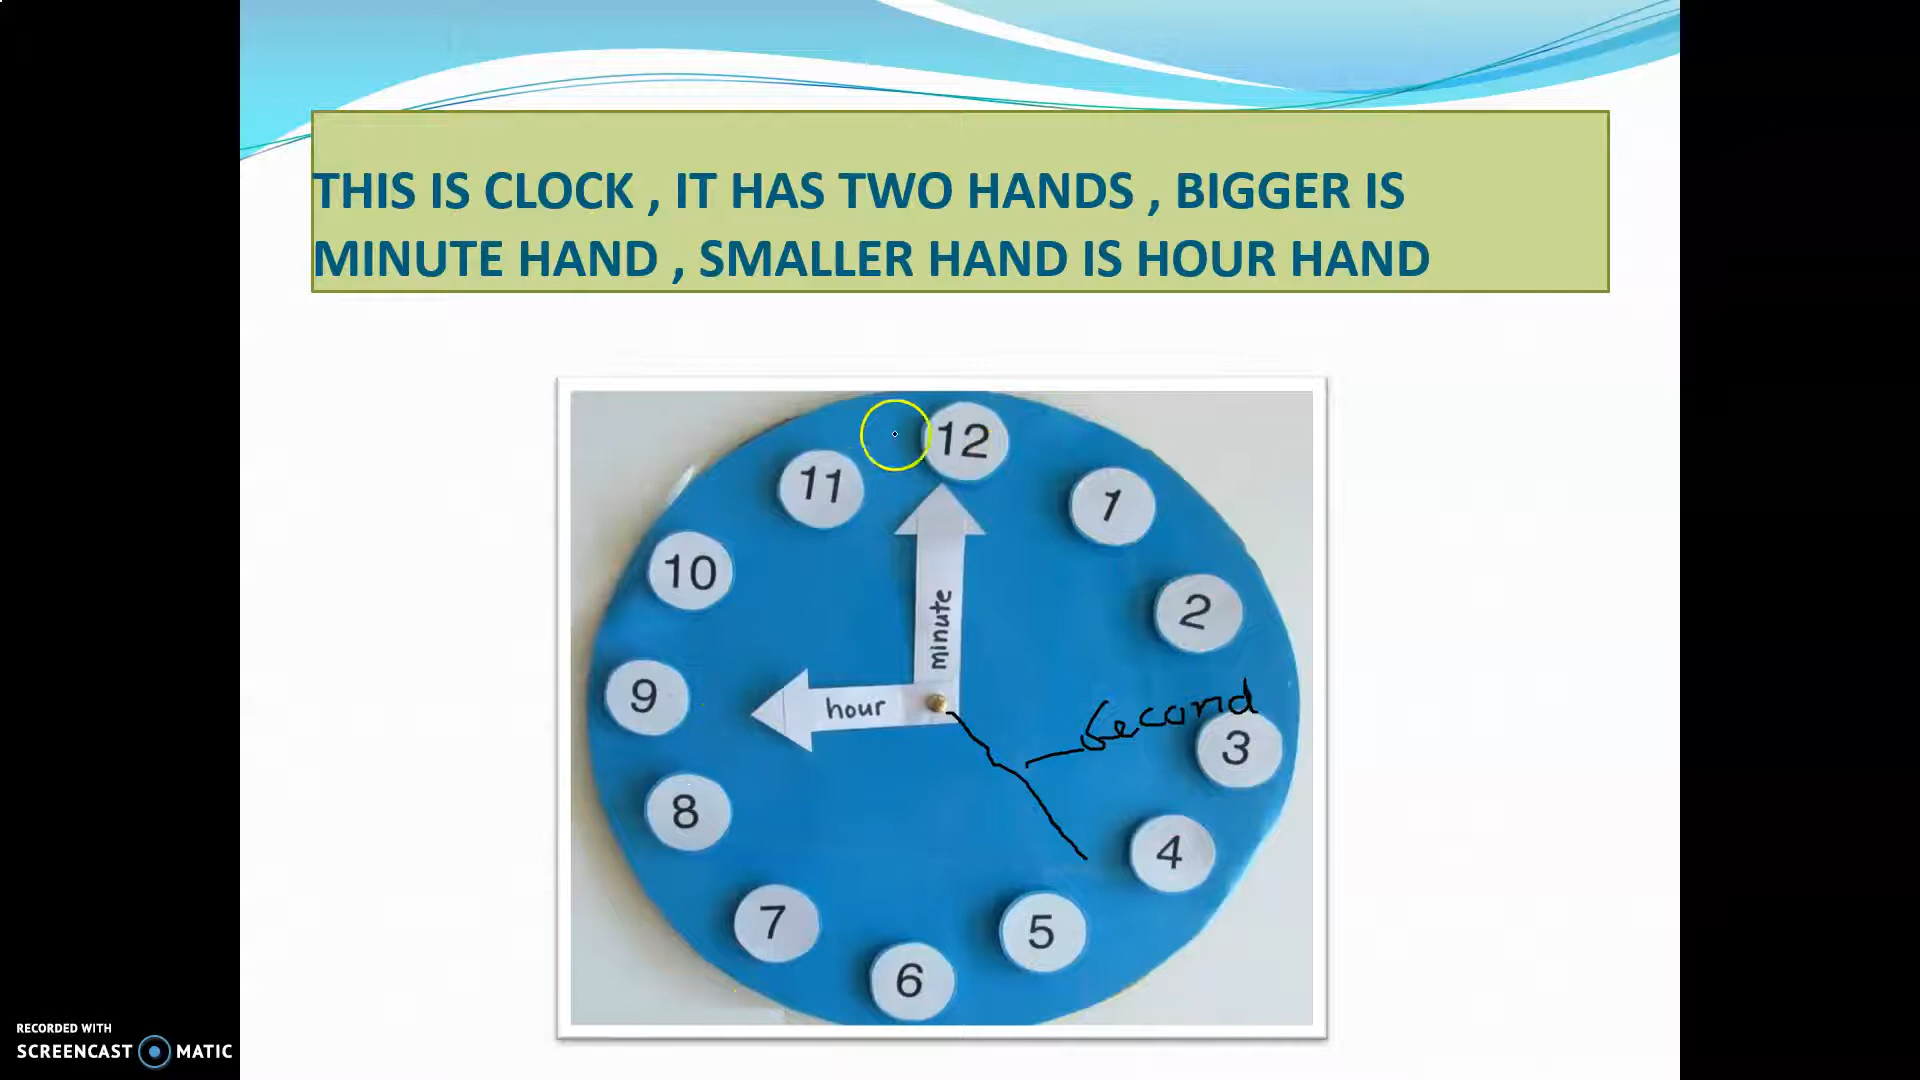 THIS IS CLOCK , IT HAS TWO HANDS , BIGGER IS
MINUTE HAND , SMALLER HAND IS HOUR HAND
12
11
1
10
2
minute
9
hour
second
3
8
4
7
5
6
RECORDED WITH
SCREENCAST MATIC